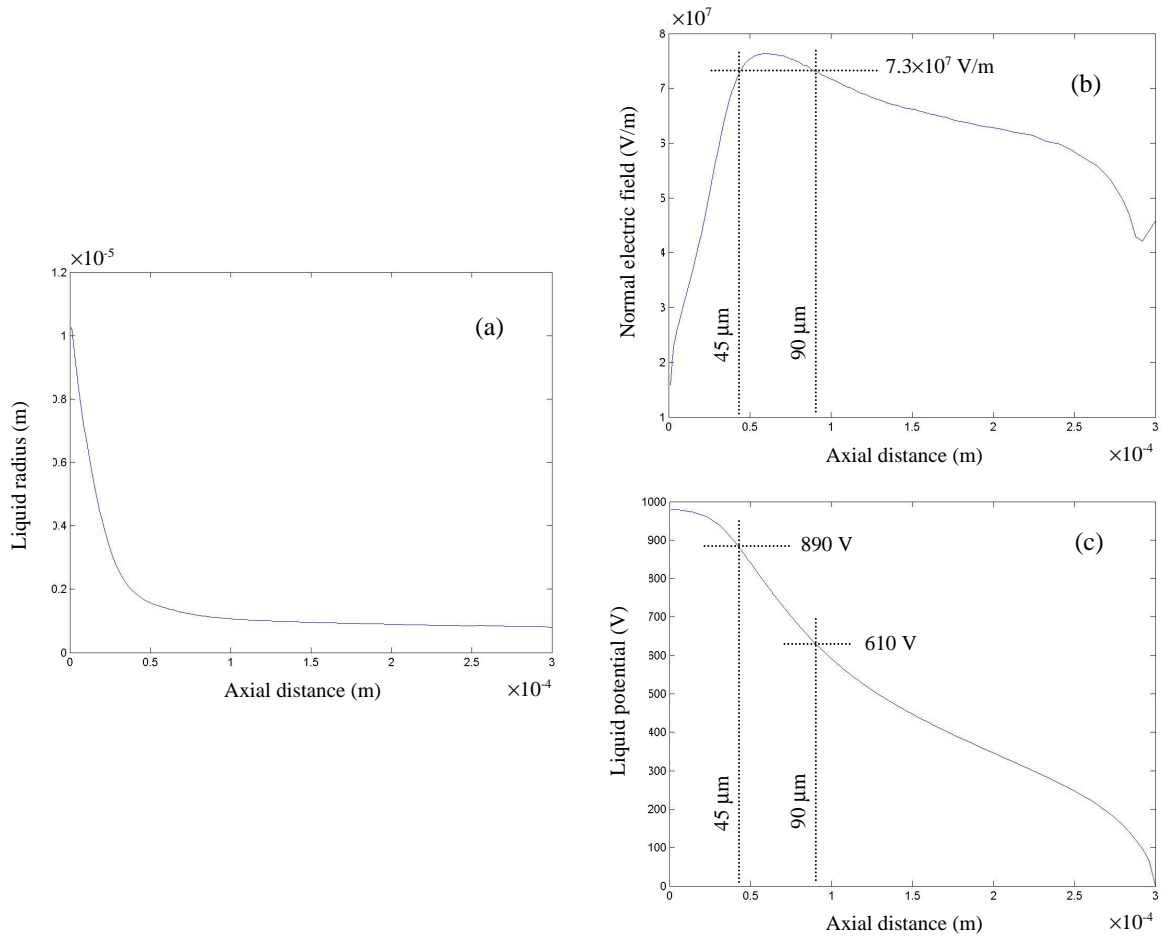 ×10⁻⁵
1.2
1
0.8
0.6
0.4
0.2
0
0 0.5 1 1.5 2 2.5 3
Liquid radius (m)
Axial distance (m)
×10⁻⁴
(a)
×10⁷
8
7
6
5
4
3
2
1
0 0.5 1 1.5 2 2.5 3
Normal electric field (V/m)
Axial distance (m)
×10⁻⁴
7.3×10⁷ V/m
45 μm
90 μm
(b)
1000
900
800
700
600
500
400
300
200
100
0
0 0.5 1 1.5 2 2.5 3
Liquid potential (V)
Axial distance (m)
×10⁻⁴
890 V
610 V
45 μm
90 μm
(c)